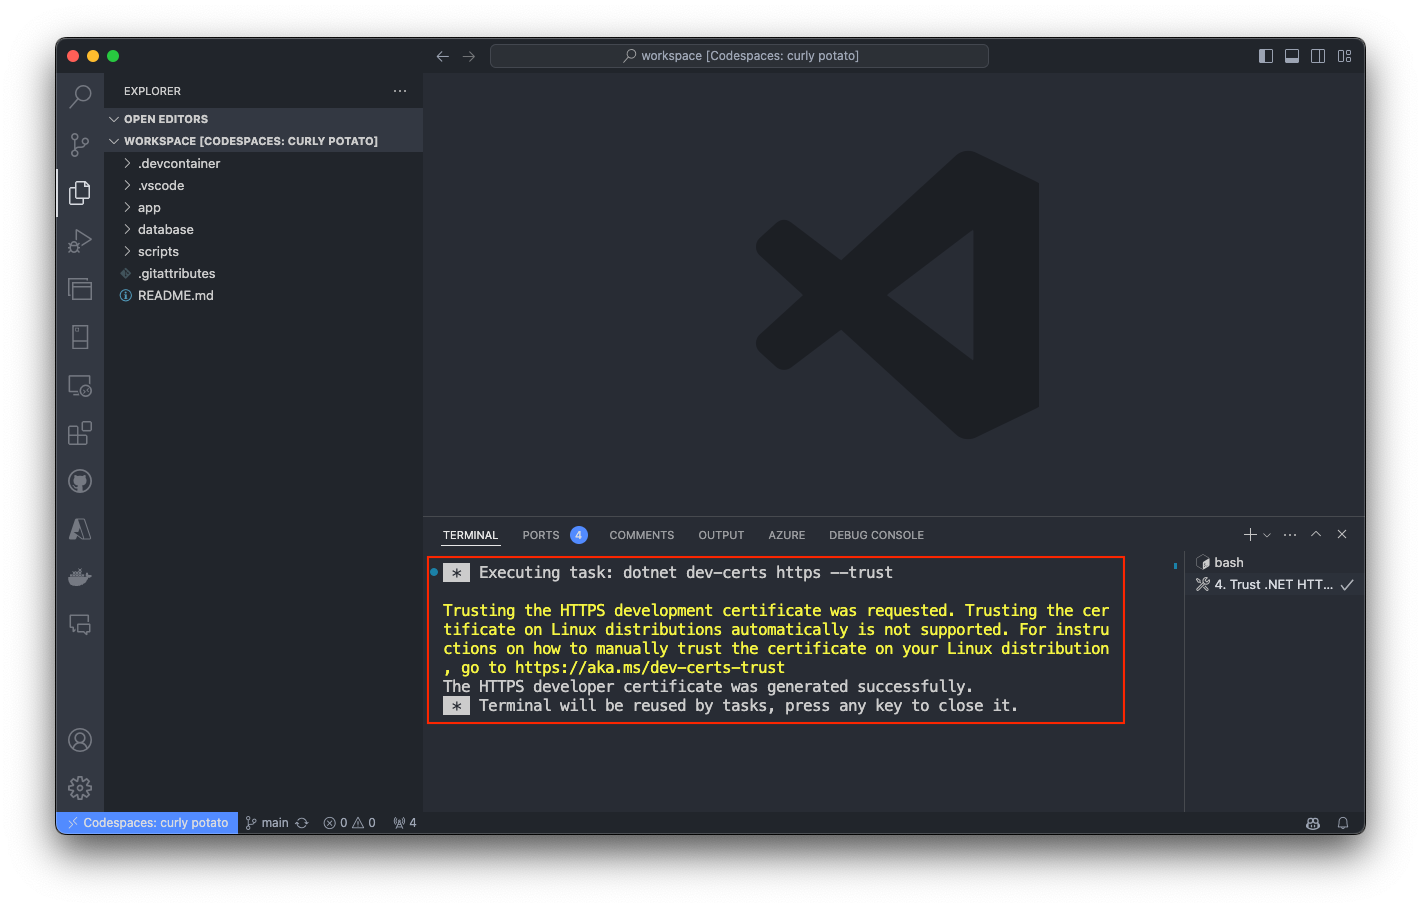 workspace [Codespaces: curly potato]
EXPLORER
OPEN EDITORS
WORKSPACE [CODESPACES: CURLY POTATO]
.devcontainer
.vscode
app
database
scripts
.gitattributes
README.md
TERMINAL PORTS 4 COMMENTS OUTPUT AZURE DEBUG CONSOLE
* Executing task: dotnet dev-certs https --trust
Trusting the HTTPS development certificate was requested. Trusting the cer
tificate on Linux distributions automatically is not supported. For instru
ctions on how to manually trust the certificate on your Linux distribution
, go to https://aka.ms/dev-certs-trust
The HTTPS developer certificate was generated successfully.
* Terminal will be reused by tasks, press any key to close it.
bash
4. Trust .NET HTT...
Codespaces: curly potato main 0 0 4